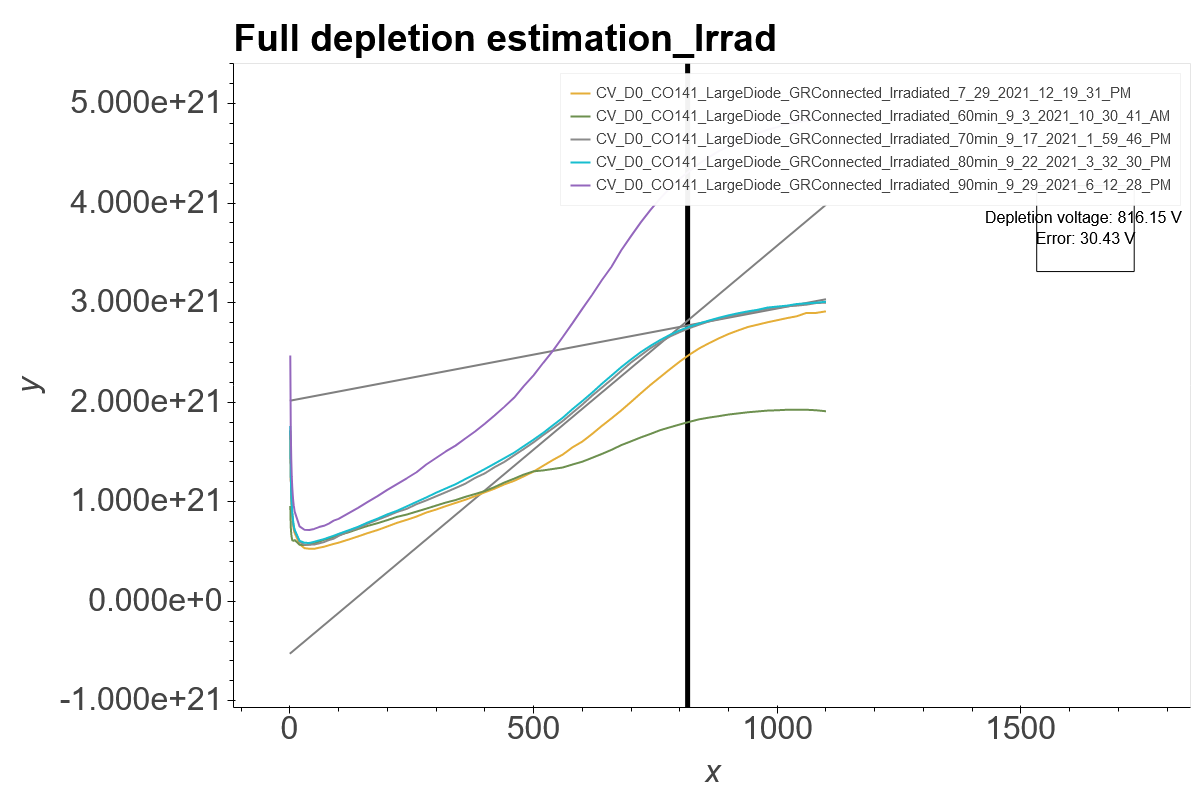 Full depletion estimation_Irrad
CV_D0_CO141_LargeDiode_GRConnected_Irradiated_7_29_2021_12_19_31_PM
CV_D0_CO141_LargeDiode_GRConnected_Irradiated_60min_9_3_2021_10_30_41_AM
CV_D0_CO141_LargeDiode_GRConnected_Irradiated_70min_9_17_2021_1_59_46_PM
CV_D0_CO141_LargeDiode_GRConnected_Irradiated_80min_9_22_2021_3_32_30_PM
CV_D0_CO141_LargeDiode_GRConnected_Irradiated_90min_9_29_2021_6_12_28_PM
Depletion voltage: 816.15 V
Error: 30.43 V
5.000e+21
4.000e+21
3.000e+21
2.000e+21
1.000e+21
0.000e+0
-1.000e+21
y
0
500
1000
1500
x